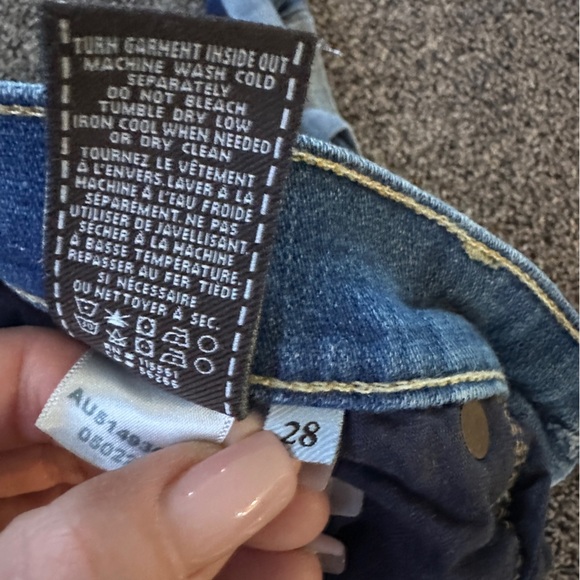 TURN GARMENT INSIDE OUT
MACHINE WASH COLD
SEPARATELY
DO NOT BLEACH
TUMBLE DRY LOW
IRON COOL WHEN NEEDED
OR DRY CLEAN
TOURNEZ LE VÊTEMENT
À L'ENVERS. LAVER À LA
MACHINE À L'EAU FROIDE
SÉPARÉMENT. NE PAS
UTILISER DE JAVELLISANT
SÉCHER À LA MACHINE
À BASSE TEMPÉRATURE
REPASSER AU FER TIÈDE
SI NÉCESSAIRE
OU NETTOYER À SEC.
RN
28